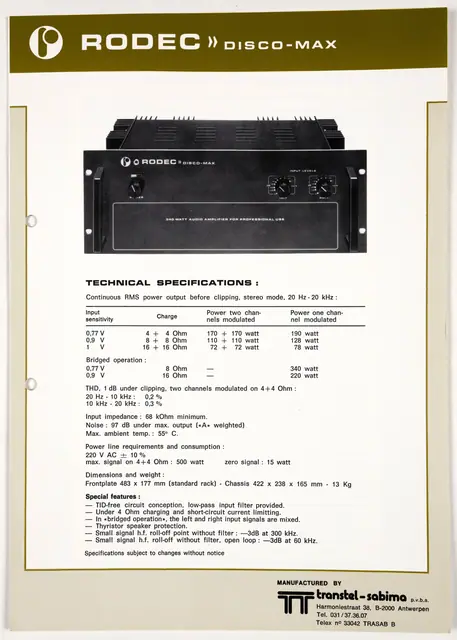 RODEC » DISCO-MAX
RODEC » DISCO-MAX
INPUT LEVELS
TECHNICAL SPECIFICATIONS :
Continuous RMS power output before clipping, stereo mode, 20 Hz - 20 kHz :
Input sensitivity Charge Power two channels modulated Power one channel modulated
0,77 V 4 + 4 Ohm 170 + 170 watt 190 watt
0,9 V 8 + 8 Ohm 110 + 110 watt 128 watt
1 V 16 + 16 Ohm 72 + 72 watt 78 watt
Bridged operation :
0,77 V 8 Ohm — 340 watt
0,9 V 16 Ohm — 220 watt
THD, 1 dB under clipping, two channels modulated on 4+4 Ohm :
20 Hz - 10 kHz : 0,2 %
10 kHz - 20 kHz : 0,3 %
Input impedance : 68 kOhm minimum.
Noise : 97 dB under max. output («A» weighted)
Max. ambient temp. : 55° C.
Power line requirements and consumption :
220 V AC ± 10 %
max. signal on 4+4 Ohm : 500 watt zero signal : 15 watt
Dimensions and weight :
Frontplate 483 x 177 mm (standard rack) - Chassis 422 x 238 x 165 mm - 13 Kg
Special features :
— TID-free circuit conception, low-pass input filter provided.
— Under 4 Ohm charging and short-circuit current limitting.
— In «bridged operation», the left and right input signals are mixed.
— Thyristor speaker protection.
— Small signal h.f. roll-off point without filter : —3dB at 300 kHz.
— Small signal h.f. roll-off without filter, open loop : —3dB at 60 kHz.
Specifications subject to changes without notice
MANUFACTURED BY
transtel-sabima p.v.b.a.
Harmoniestraat 38, B-2000 Antwerpen
Tel. 031/37.36.07
Telex nº 33042 TRASAB B